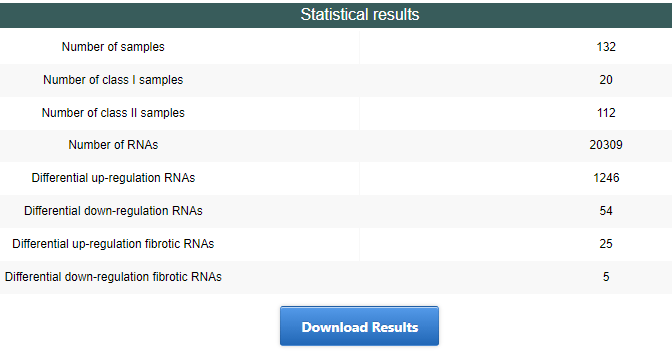 Statistical results
Number of samples 132
Number of class I samples 20
Number of class II samples 112
Number of RNAs 20309
Differential up-regulation RNAs 1246
Differential down-regulation RNAs 54
Differential up-regulation fibrotic RNAs 25
Differential down-regulation fibrotic RNAs 5
Download Results